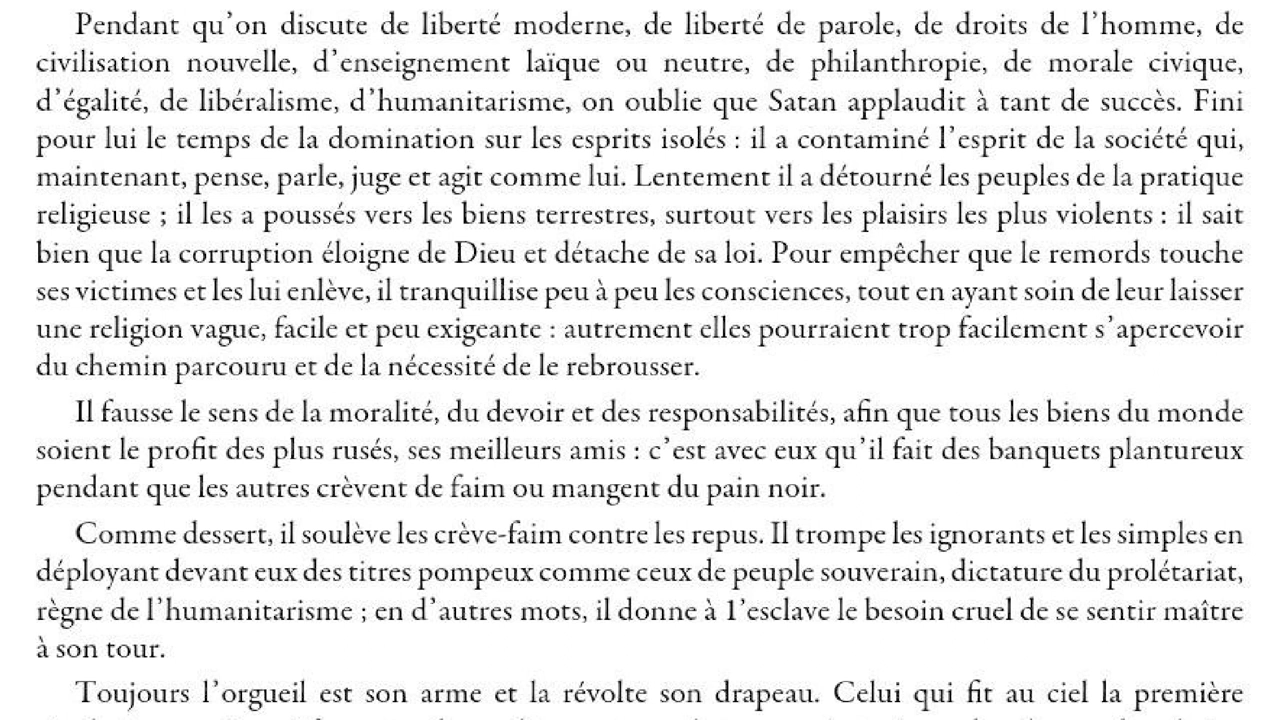 Pendant qu'on discute de liberté moderne, de liberté de parole, de droits de l'homme, de
civilisation nouvelle, d'enseignement laïque ou neutre, de philanthropie, de morale civique,
d'égalité, de libéralisme, d'humanitarisme, on oublie que Satan applaudit à tant de succès. Fini
pour lui le temps de la domination sur les esprits isolés : il a contaminé l'esprit de la société qui,
maintenant, pense, parle, juge et agit comme lui. Lentement il a détourné les peuples de la pratique
religieuse ; il les a poussés vers les biens terrestres, surtout vers les plaisirs les plus violents : il sait
bien que la corruption éloigne de Dieu et détache de sa loi. Pour empêcher que le remords touche
ses victimes et les lui enlève, il tranquillise peu à peu les consciences, tout en ayant soin de leur laisser
une religion vague, facile et peu exigeante : autrement elles pourraient trop facilement s'apercevoir
du chemin parcouru et de la nécessité de le rebrousser.
Il fausse le sens de la moralité, du devoir et des responsabilités, afin que tous les biens du monde
soient le profit des plus rusés, ses meilleurs amis : c'est avec eux qu'il fait des banquets plantureux
pendant que les autres crèvent de faim ou mangent du pain noir.
Comme dessert, il soulève les crève-faim contre les repus. Il trompe les ignorants et les simples en
déployant devant eux des titres pompeux comme ceux de peuple souverain, dictature du prolétariat,
règne de l'humanitarisme ; en d'autres mots, il donne à 1'esclave le besoin cruel de se sentir maître
à son tour.
Toujours l'orgueil est son arme et la révolte son drapeau. Celui qui fit au ciel la première